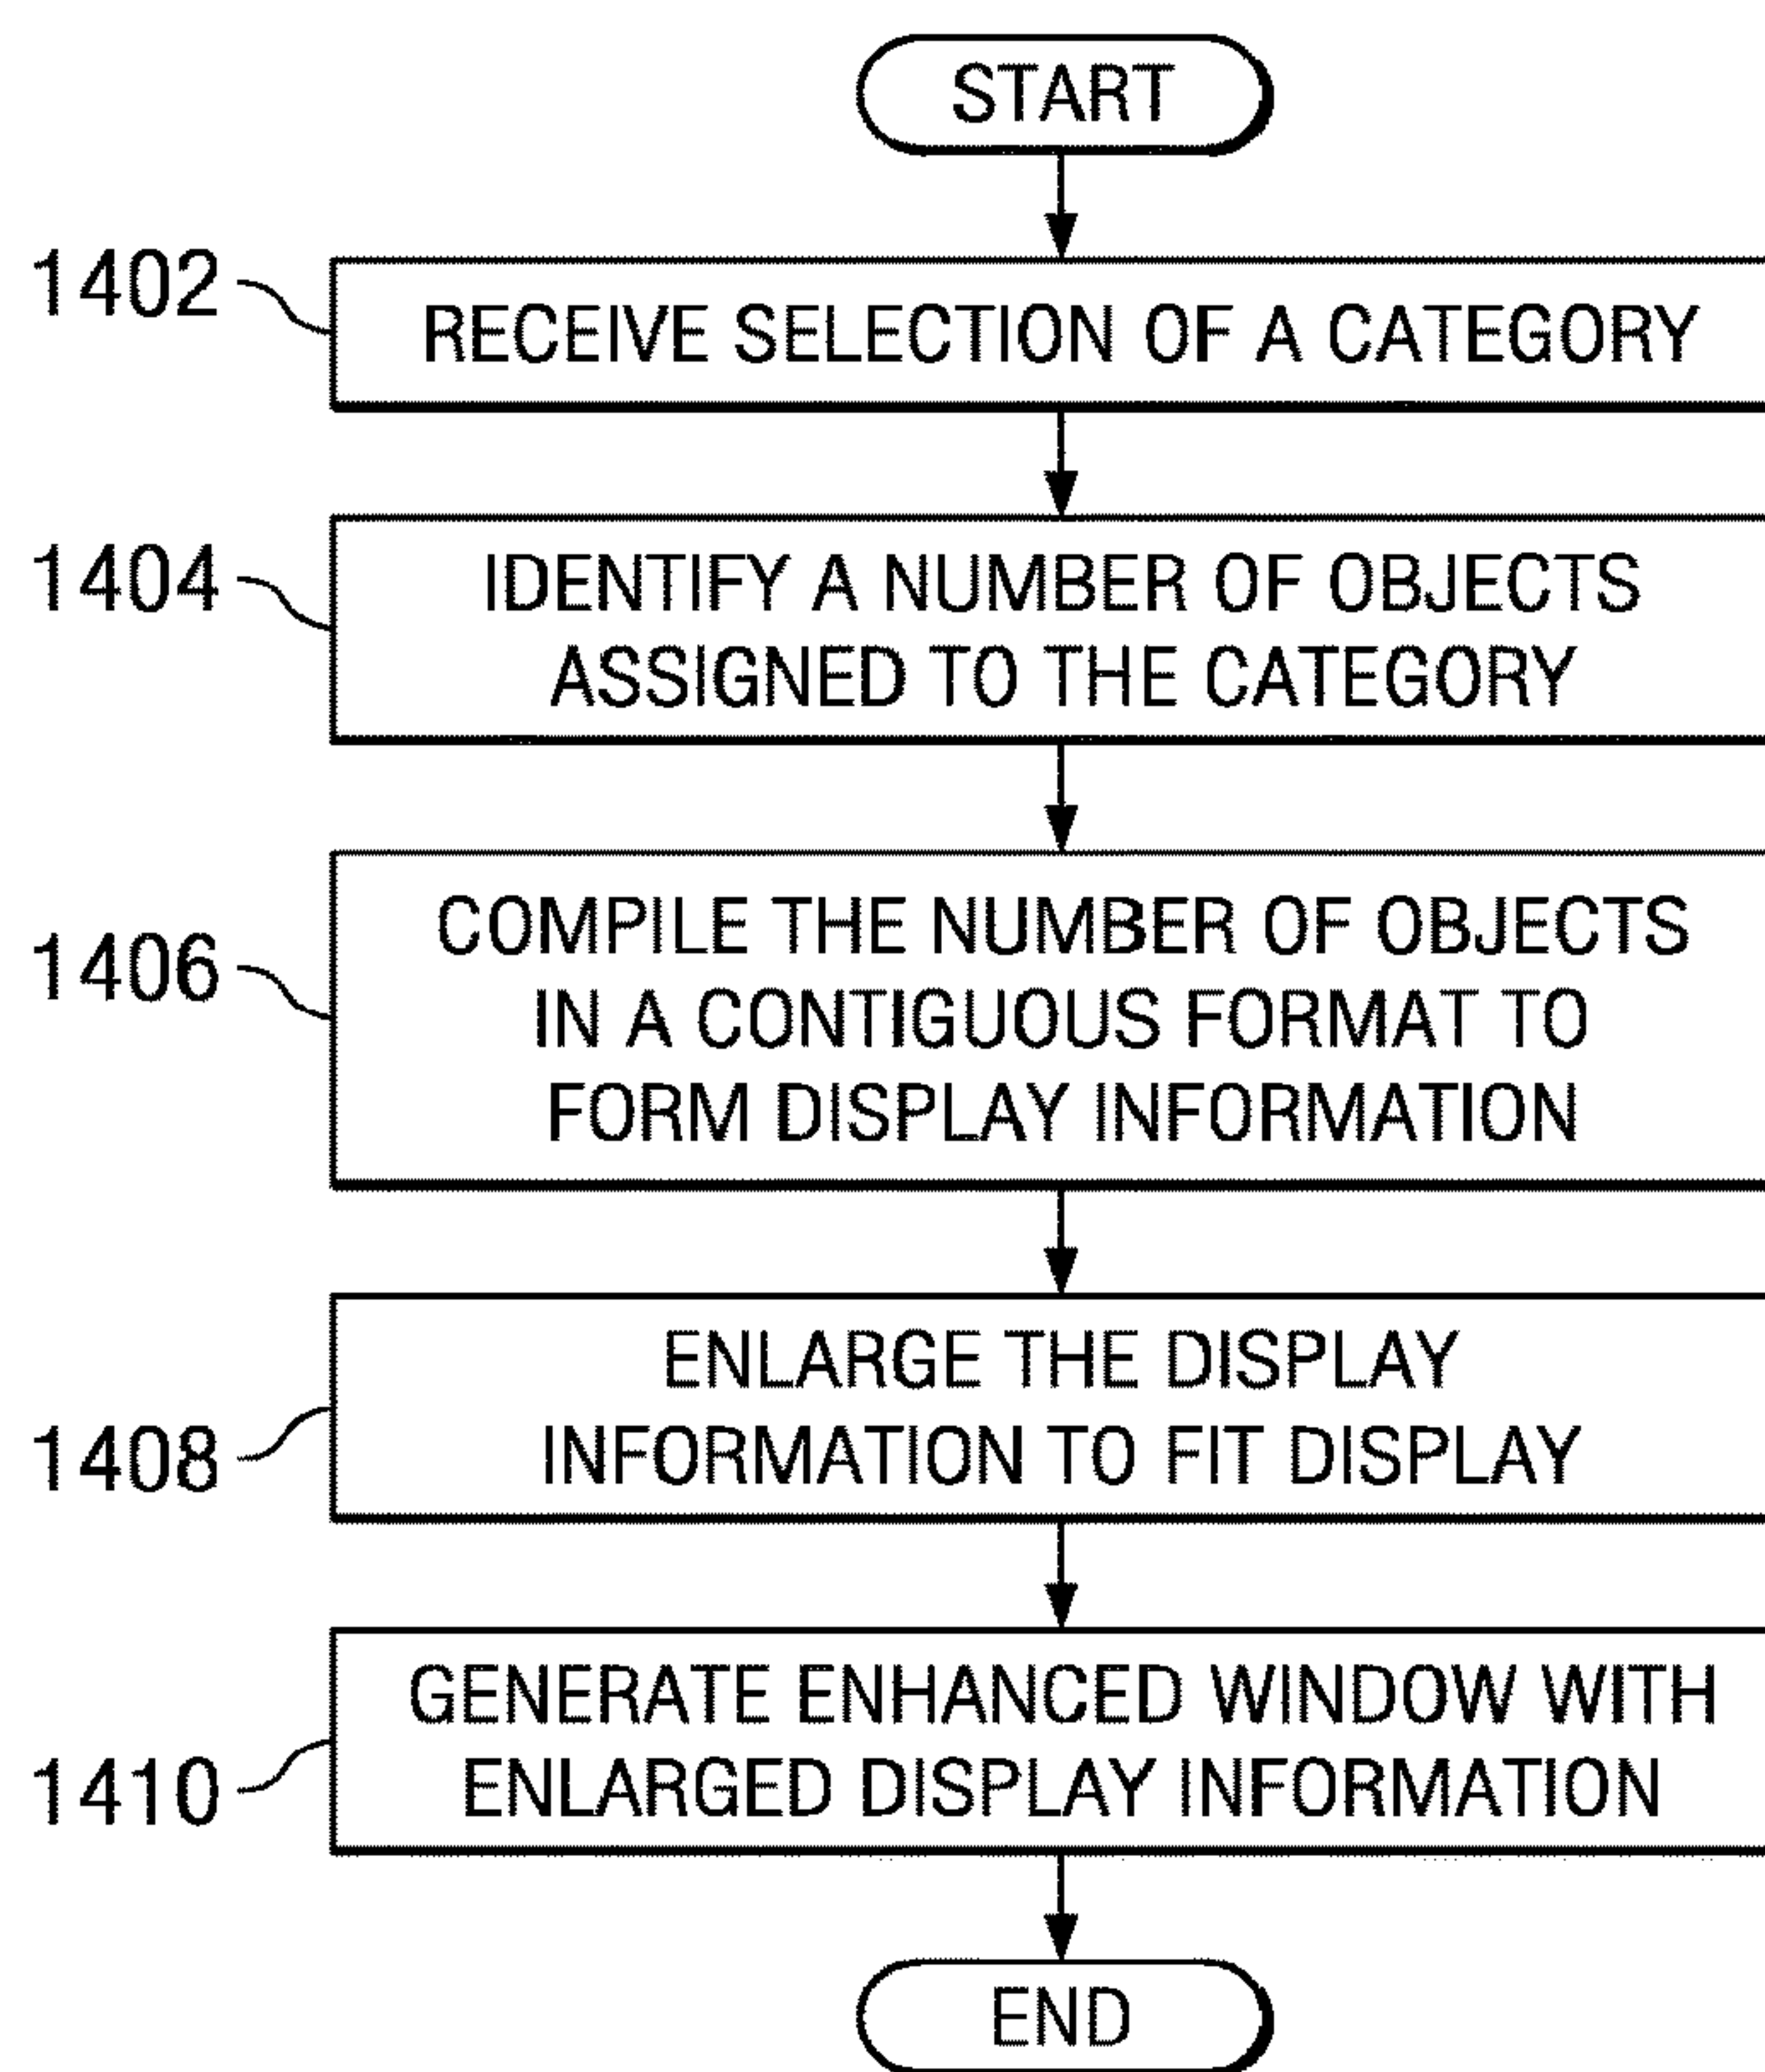 START
1402
RECEIVE SELECTION OF A CATEGORY
1404
IDENTIFY A NUMBER OF OBJECTS
ASSIGNED TO THE CATEGORY
1406
COMPILE THE NUMBER OF OBJECTS
IN A CONTIGUOUS FORMAT TO
FORM DISPLAY INFORMATION
1408
ENLARGE THE DISPLAY
INFORMATION TO FIT DISPLAY
1410
GENERATE ENHANCED WINDOW WITH
ENLARGED DISPLAY INFORMATION
END